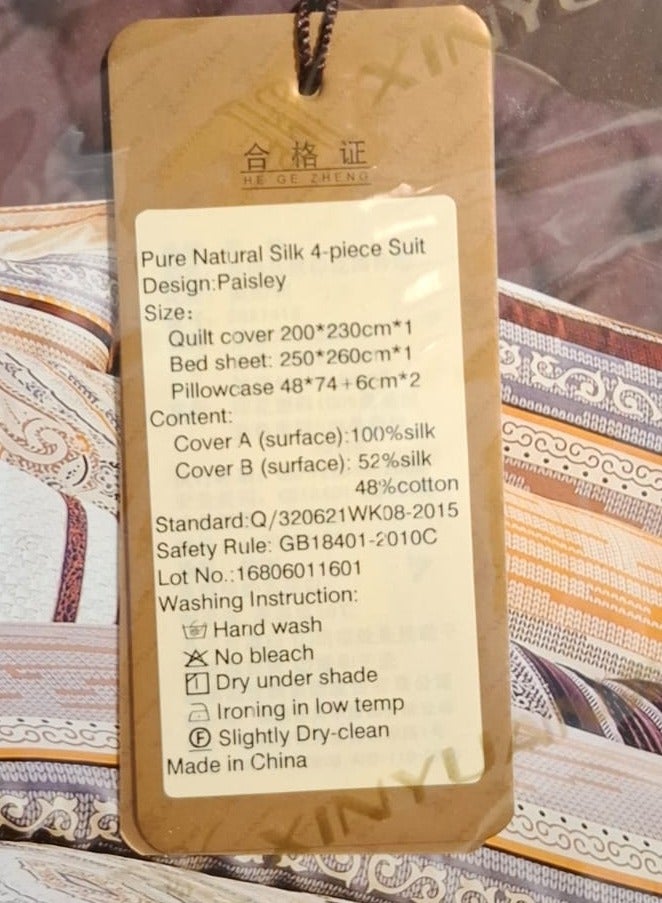 XINYU
合格证
HE GE ZHENG
Pure Natural Silk 4-piece Suit
Design:Paisley
Size:
Quilt cover 200*230cm*1
Bed sheet: 250*260cm*1
Pillowcase 48*74+6cm*2
Content:
Cover A (surface):100%silk
Cover B (surface): 52%silk
48%cotton
Standard:Q/320621WK08-2015
Safety Rule: GB18401-2010C
Lot No.:16806011601
Washing Instruction:
Hand wash
No bleach
Dry under shade
Ironing in low temp
P Slightly Dry-clean
Made in China
XINYUAN